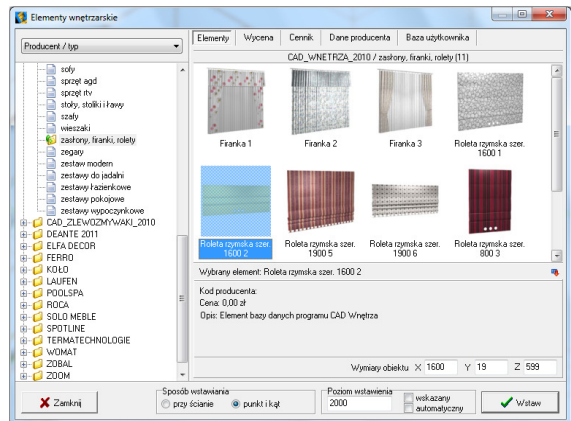 Elementy wnętrzarskie
Producent / typ
sofy
sprzęt agd
sprzęt rtv
stoły, stoliki i ławy
szafy
wieszaki
zasłony, firanki, rolety
zegary
zestaw modern
zestawy do jadalni
zestawy łazienkowe
zestawy pokojowe
zestawy wypoczynkowe
CAD_ZLEWOZMYWAKI_2010
DEANTE 2011
ELFA DECOR
FERRO
KOŁO
LAUFEN
POOLSPA
ROCA
SOLO MEBLE
SPOTLINE
TERMATECHNOLOGIE
WOMAT
ZOBAL
ZOOM
Elementy Wycena Cennik Dane producenta Baza użytkownika
CAD_WNETRZA_2010 / zasłony, firanki, rolety (11)
Firanka 1 Firanka 2 Firanka 3 Roleta rzymska szer.
1600 1
Roleta rzymska szer. Roleta rzymska szer. Roleta rzymska szer. Roleta rzymska szer.
1600 2 1900 5 1900 6 800 3
Wybrany element: Roleta rzymska szer. 1600 2
Kod producenta:
Cena: 0,00 zł
Opis: Element bazy danych programu CAD Wnętrza
Wymiary obiektu X 1600 Y 19 Z 599
Zamknij
Sposób wstawiania
przy ścianie punkt i kąt
Poziom wstawienia
2000
wskazany
automatyczny
Wstaw